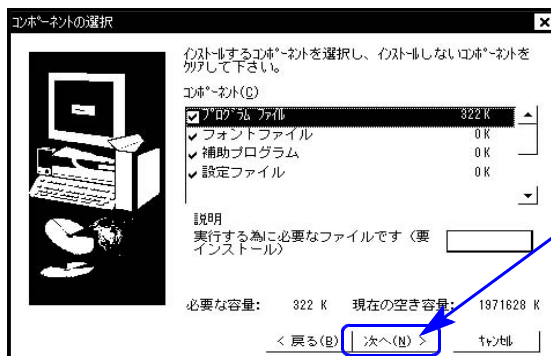 コンポーネントの選択
インストールするコンポーネントを選択し、インストールしないコンポーネントを
クリアして下さい。
コンポーネント(C)
プログラム ファイル 322 K
フォントファイル 0 K
補助プログラム 0 K
設定ファイル 0 K
説明
実行する為に必要なファイルです（要
インストール）
必要な容量: 322 K 現在の空き容量: 1971628 K
< 戻る(B) 次へ(N) > キャンセル